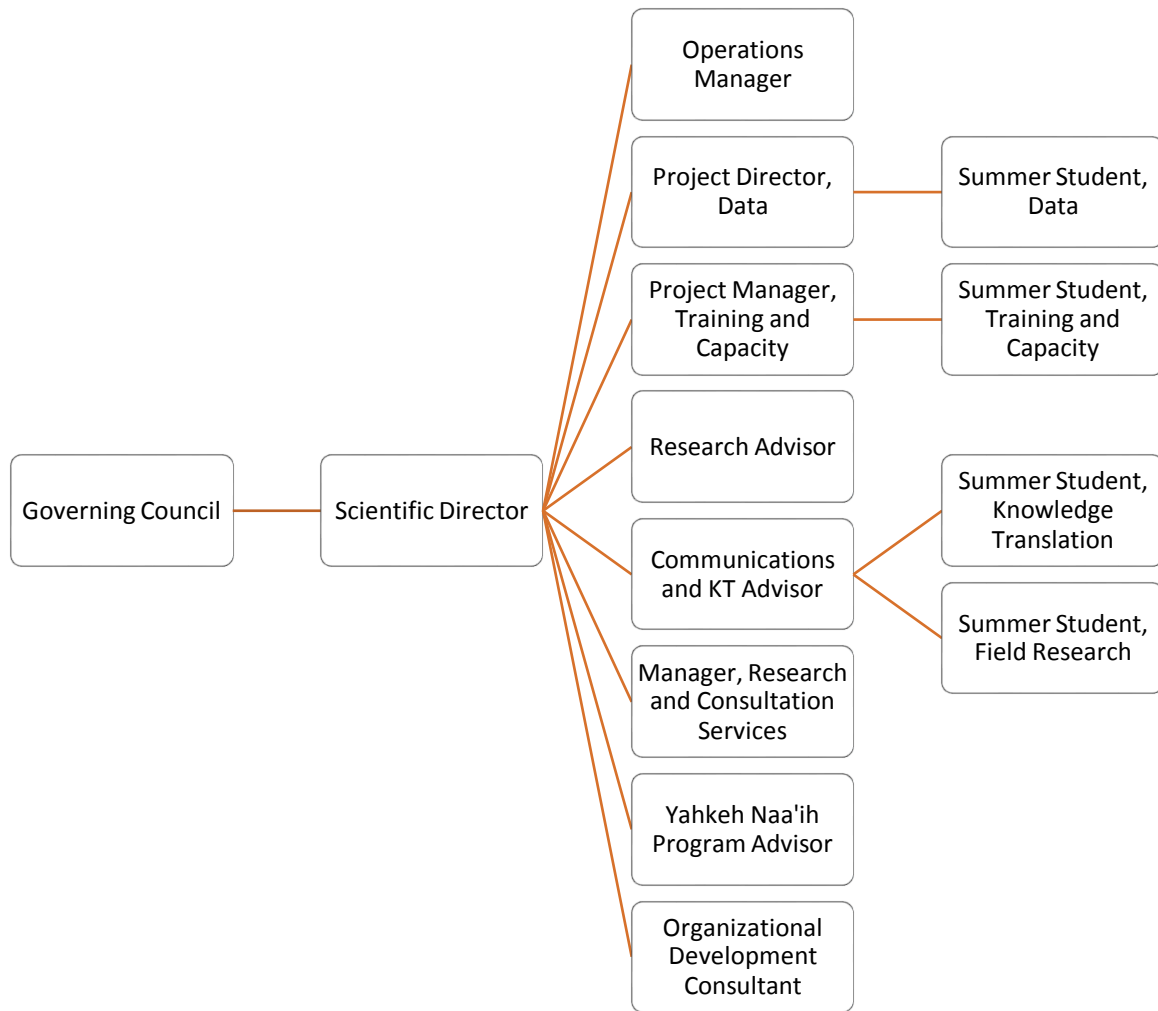 Operations
Manager
Project Director,
Data
Summer Student,
Data
Project Manager,
Training and
Capacity
Summer Student,
Training and
Capacity
Research Advisor
Governing Council
Scientific Director
Summer Student,
Knowledge
Translation
Communications
and KT Advisor
Summer Student,
Field Research
Manager, Research
and Consultation
Services
Yahkeh Naa'ih
Program Advisor
Organizational
Development
Consultant